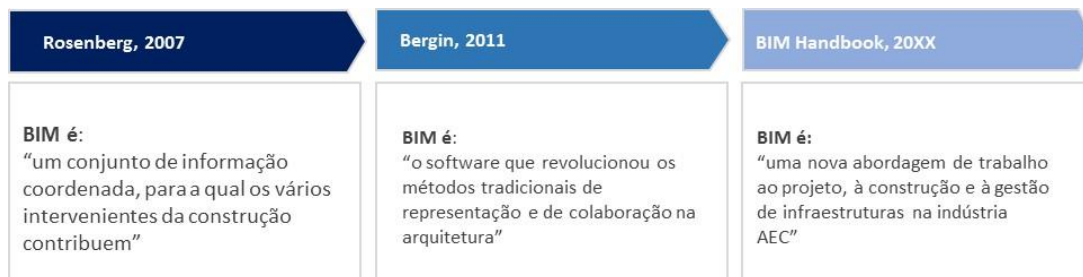 Rosenberg, 2007
BIM é:
“um conjunto de informação
coordenada, para a qual os vários
intervenientes da construção
contribuem”
Bergin, 2011
BIM é:
“o software que revolucionou os
métodos tradicionais de
representação e de colaboração na
arquitetura”
BIM Handbook, 20XX
BIM é:
“uma nova abordagem de trabalho
ao projeto, à construção e à gestão
de infraestruturas na indústria
AEC”